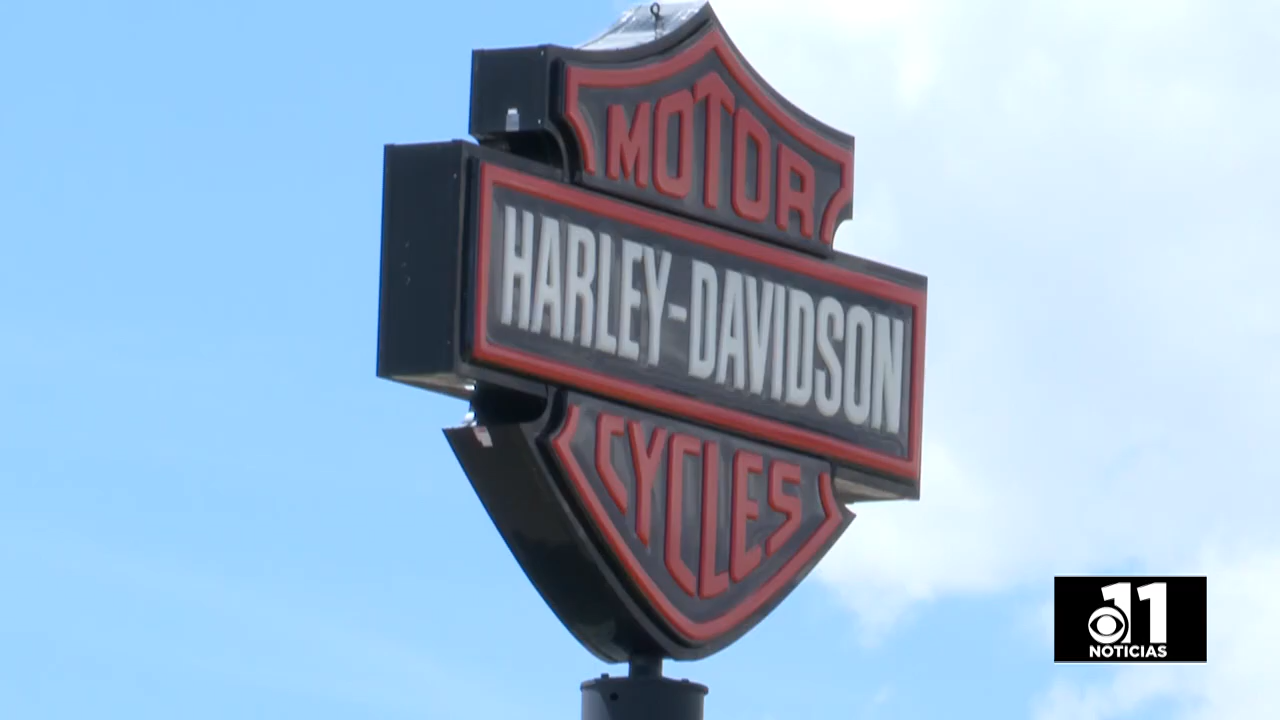 MOTOR
HARLEY-DAVIDSON
CYCLES
11
NOTICIAS